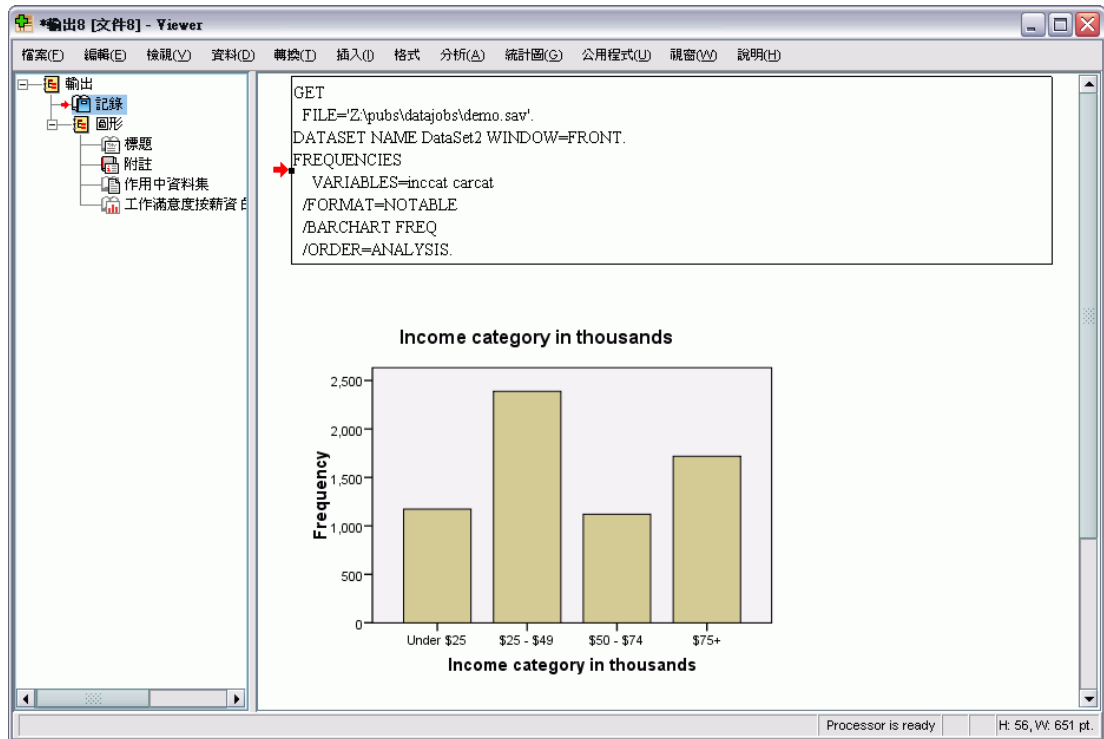 *輸出8 [文件8] - Viewer
檔案(F) 編輯(E) 檢視(V) 資料(D) 轉換(T) 插入(I) 格式 分析(A) 統計圖(G) 公用程式(U) 視窗(W) 說明(H)
輸出
記錄
圖形
標題
附註
作用中資料集
工作滿意度按薪資
GET
FILE='Z:\pubs\datajobs\demo.sav'.
DATASET NAME DataSet2 WINDOW=FRONT.
FREQUENCIES
VARIABLES=inccat carcat
/FORMAT=NOTABLE
/BARCHART FREQ
/ORDER=ANALYSIS.
Income category in thousands
Frequency
2,500
2,000
1,500
1,000
500
0
Under $25 $25 - $49 $50 - $74 $75+
Income category in thousands
Processor is ready H: 56, W: 651 pt.